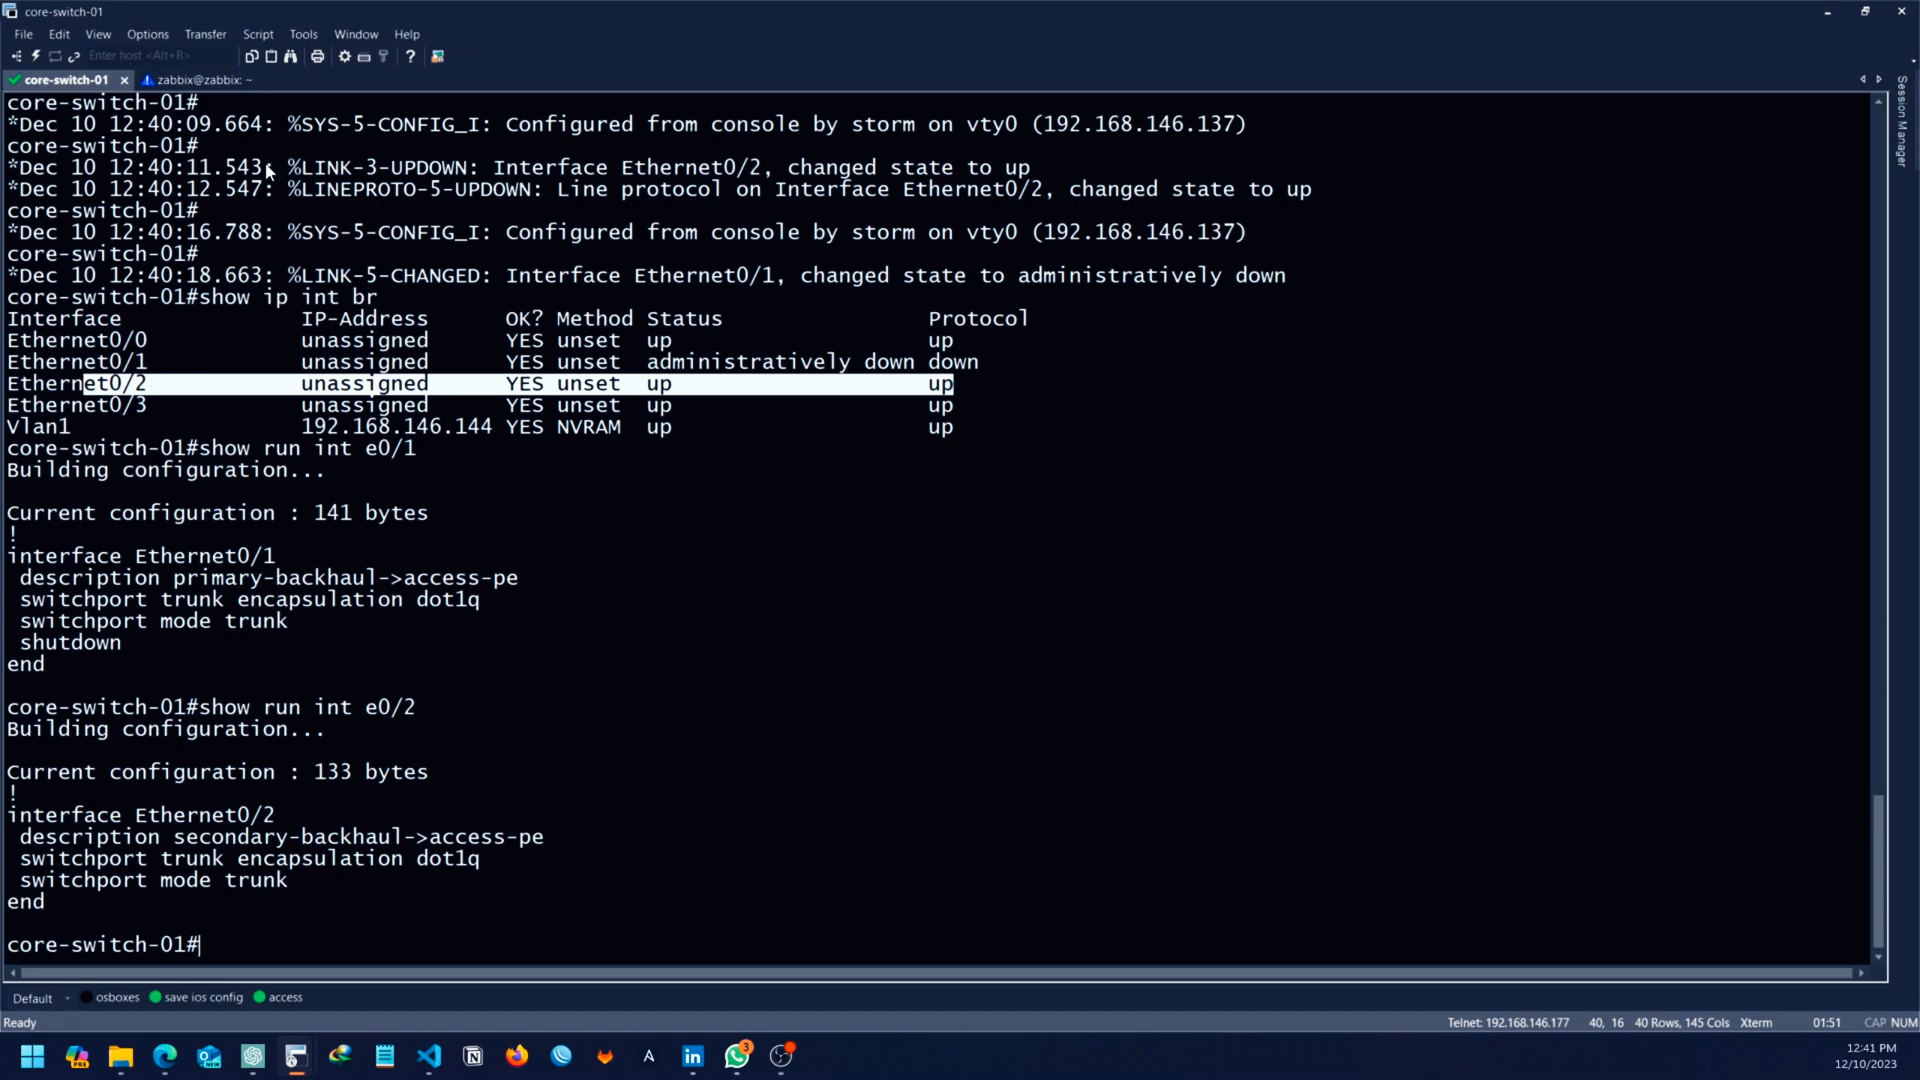 core-switch-01
File Edit View Options Transfer Script Tools Window Help
Enter host <Alt+R>
core-switch-01 × zabbix@zabbix: ~
Session Manager
core-switch-01#
*Dec 10 12:40:09.664: %SYS-5-CONFIG_I: Configured from console by storm on vty0 (192.168.146.137)
core-switch-01#
*Dec 10 12:40:11.543: %LINK-3-UPDOWN: Interface Ethernet0/2, changed state to up
*Dec 10 12:40:12.547: %LINEPROTO-5-UPDOWN: Line protocol on Interface Ethernet0/2, changed state to up
core-switch-01#
*Dec 10 12:40:16.788: %SYS-5-CONFIG_I: Configured from console by storm on vty0 (192.168.146.137)
core-switch-01#
*Dec 10 12:40:18.663: %LINK-5-CHANGED: Interface Ethernet0/1, changed state to administratively down
core-switch-01#show ip int br
Interface IP-Address OK? Method Status Protocol
Ethernet0/0 unassigned YES unset up up
Ethernet0/1 unassigned YES unset administratively down down
Ethernet0/2 unassigned YES unset up up
Ethernet0/3 unassigned YES unset up up
Vlan1 192.168.146.144 YES NVRAM up up
core-switch-01#show run int e0/1
Building configuration...
Current configuration : 141 bytes
!
interface Ethernet0/1
description primary-backhaul->access-pe
switchport trunk encapsulation dot1q
switchport mode trunk
shutdown
end
core-switch-01#show run int e0/2
Building configuration...
Current configuration : 133 bytes
!
interface Ethernet0/2
description secondary-backhaul->access-pe
switchport trunk encapsulation dot1q
switchport mode trunk
end
core-switch-01#
Default osboxes save ios config access
Ready Telnet: 192.168.146.177 40, 16 40 Rows, 145 Cols Xterm 01:51 CAP NUM
PRE NEW N A in 3
12:41 PM
12/10/2023